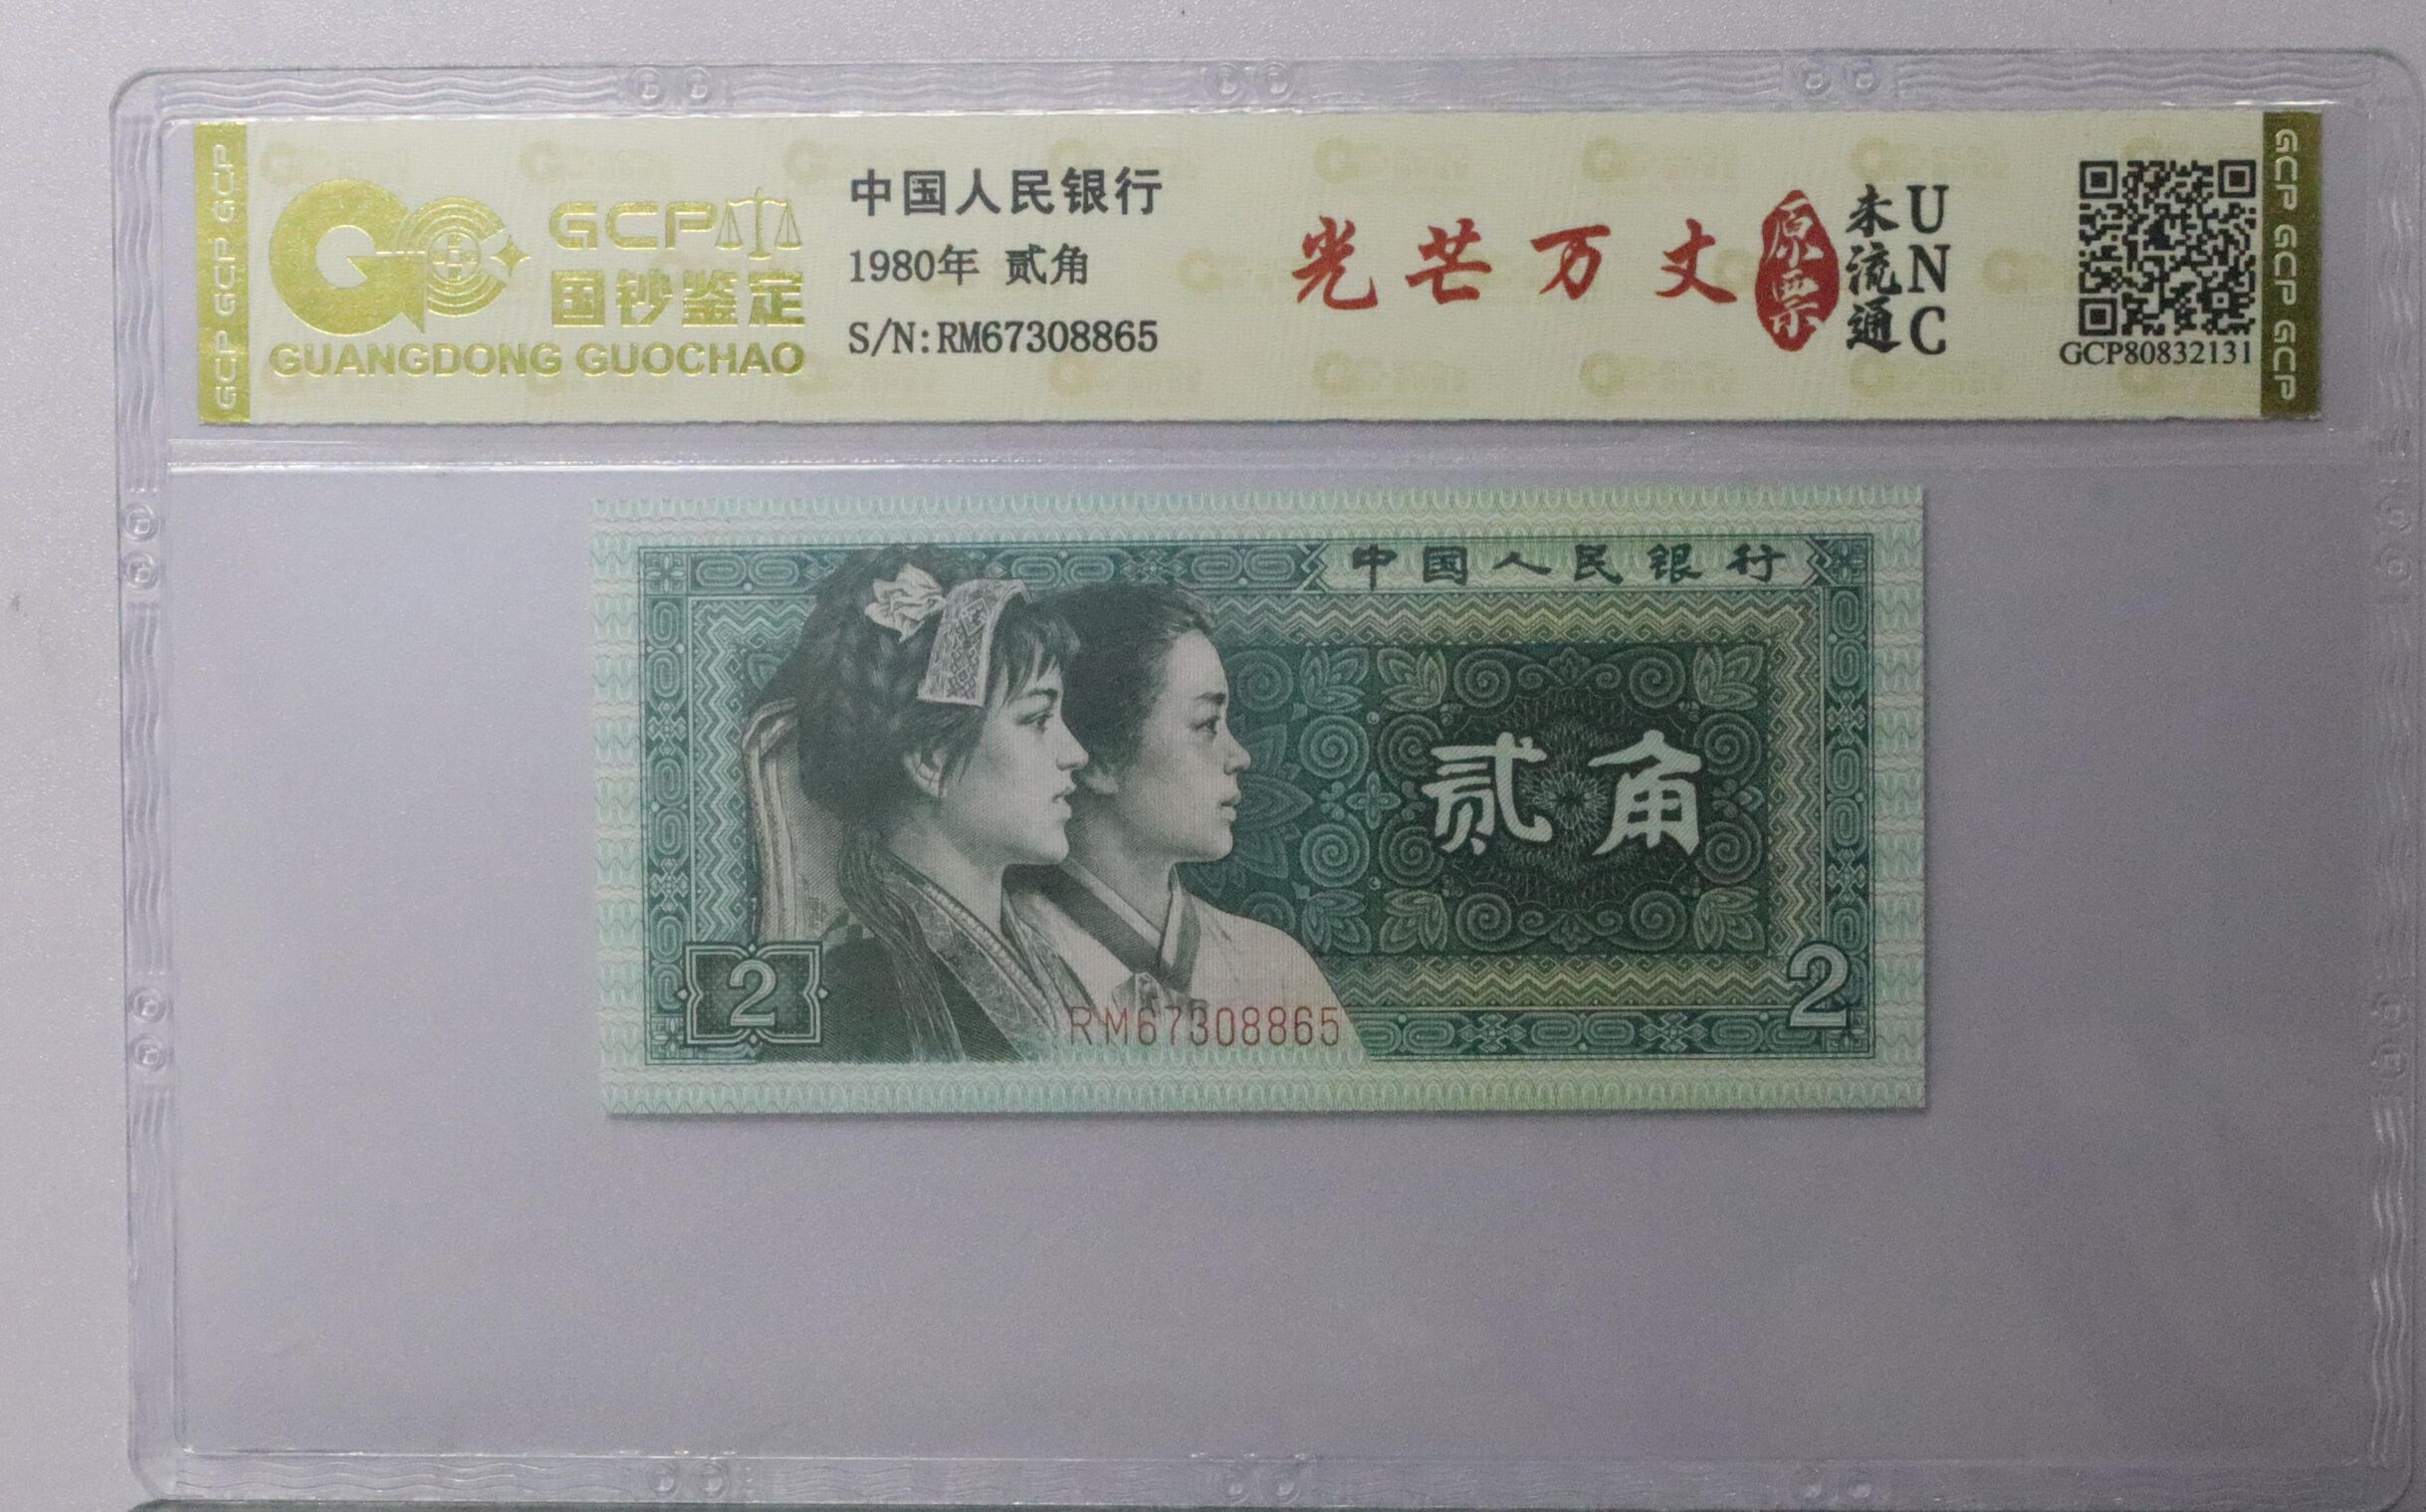 GCP GCP GCP
GCP
国钞鉴定
GUANGDONG GUOCHAO
中国人民银行
1980年 贰角
S/N:RM67308865
光芒万丈
原票
未流通
UNC
GCP80832131
GCP GCP GCP
中国人民银行
贰角
2
2
RM67308865